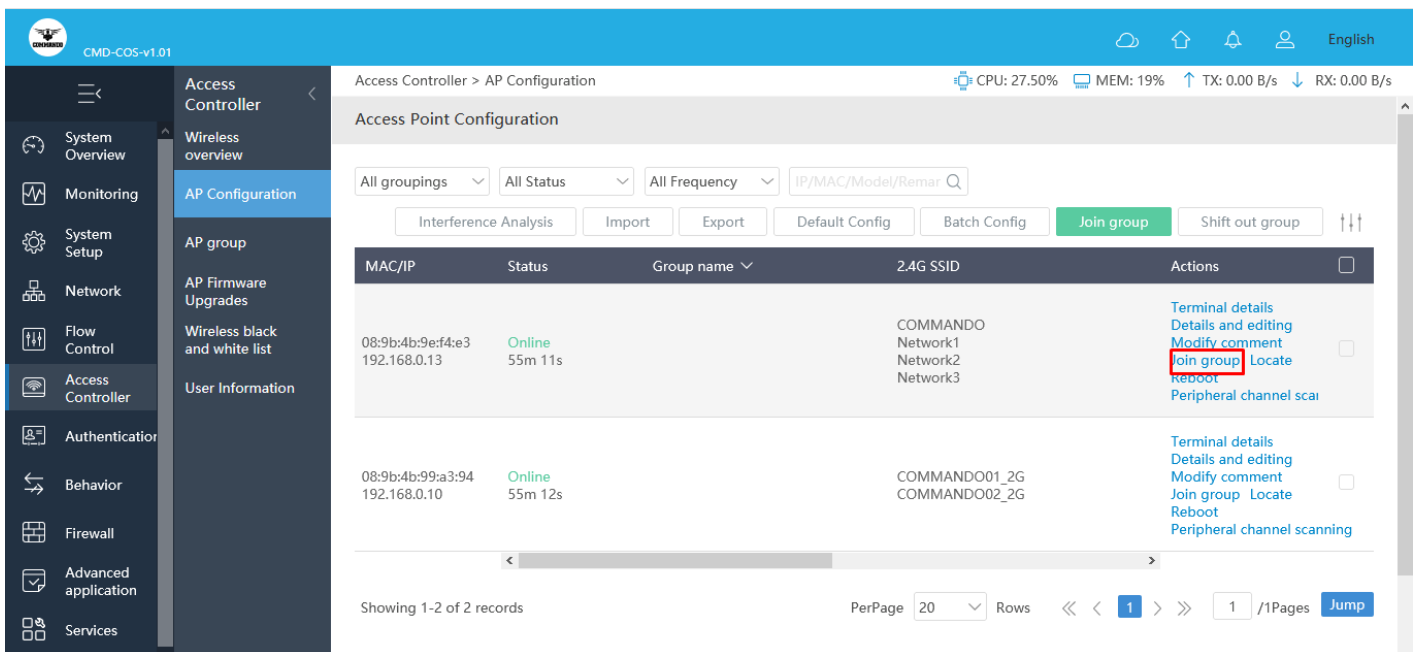 COMMANDO
CMD-COS-v1.01
English
Access Controller
Access Controller > AP Configuration
CPU: 27.50%
MEM: 19%
TX: 0.00 B/s
RX: 0.00 B/s
System Overview
Monitoring
System Setup
Network
Flow Control
Access Controller
Authentication
Behavior
Firewall
Advanced application
Services
Wireless overview
AP Configuration
AP group
AP Firmware Upgrades
Wireless black and white list
User Information
Access Point Configuration
All groupings
All Status
All Frequency
IP/MAC/Model/Remar
Interference Analysis
Import
Export
Default Config
Batch Config
Join group
Shift out group
MAC/IP
Status
Group name
2.4G SSID
Actions
08:9b:4b:9e:f4:e3
192.168.0.13
Online
55m 11s
COMMANDO
Network1
Network2
Network3
Terminal details
Details and editing
Modify comment
Join group Locate
Reboot
Peripheral channel scar
08:9b:4b:99:a3:94
192.168.0.10
Online
55m 12s
COMMANDO01_2G
COMMANDO02_2G
Terminal details
Details and editing
Modify comment
Join group Locate
Reboot
Peripheral channel scanning
Showing 1-2 of 2 records
PerPage 20 Rows
1
1 /1Pages
Jump